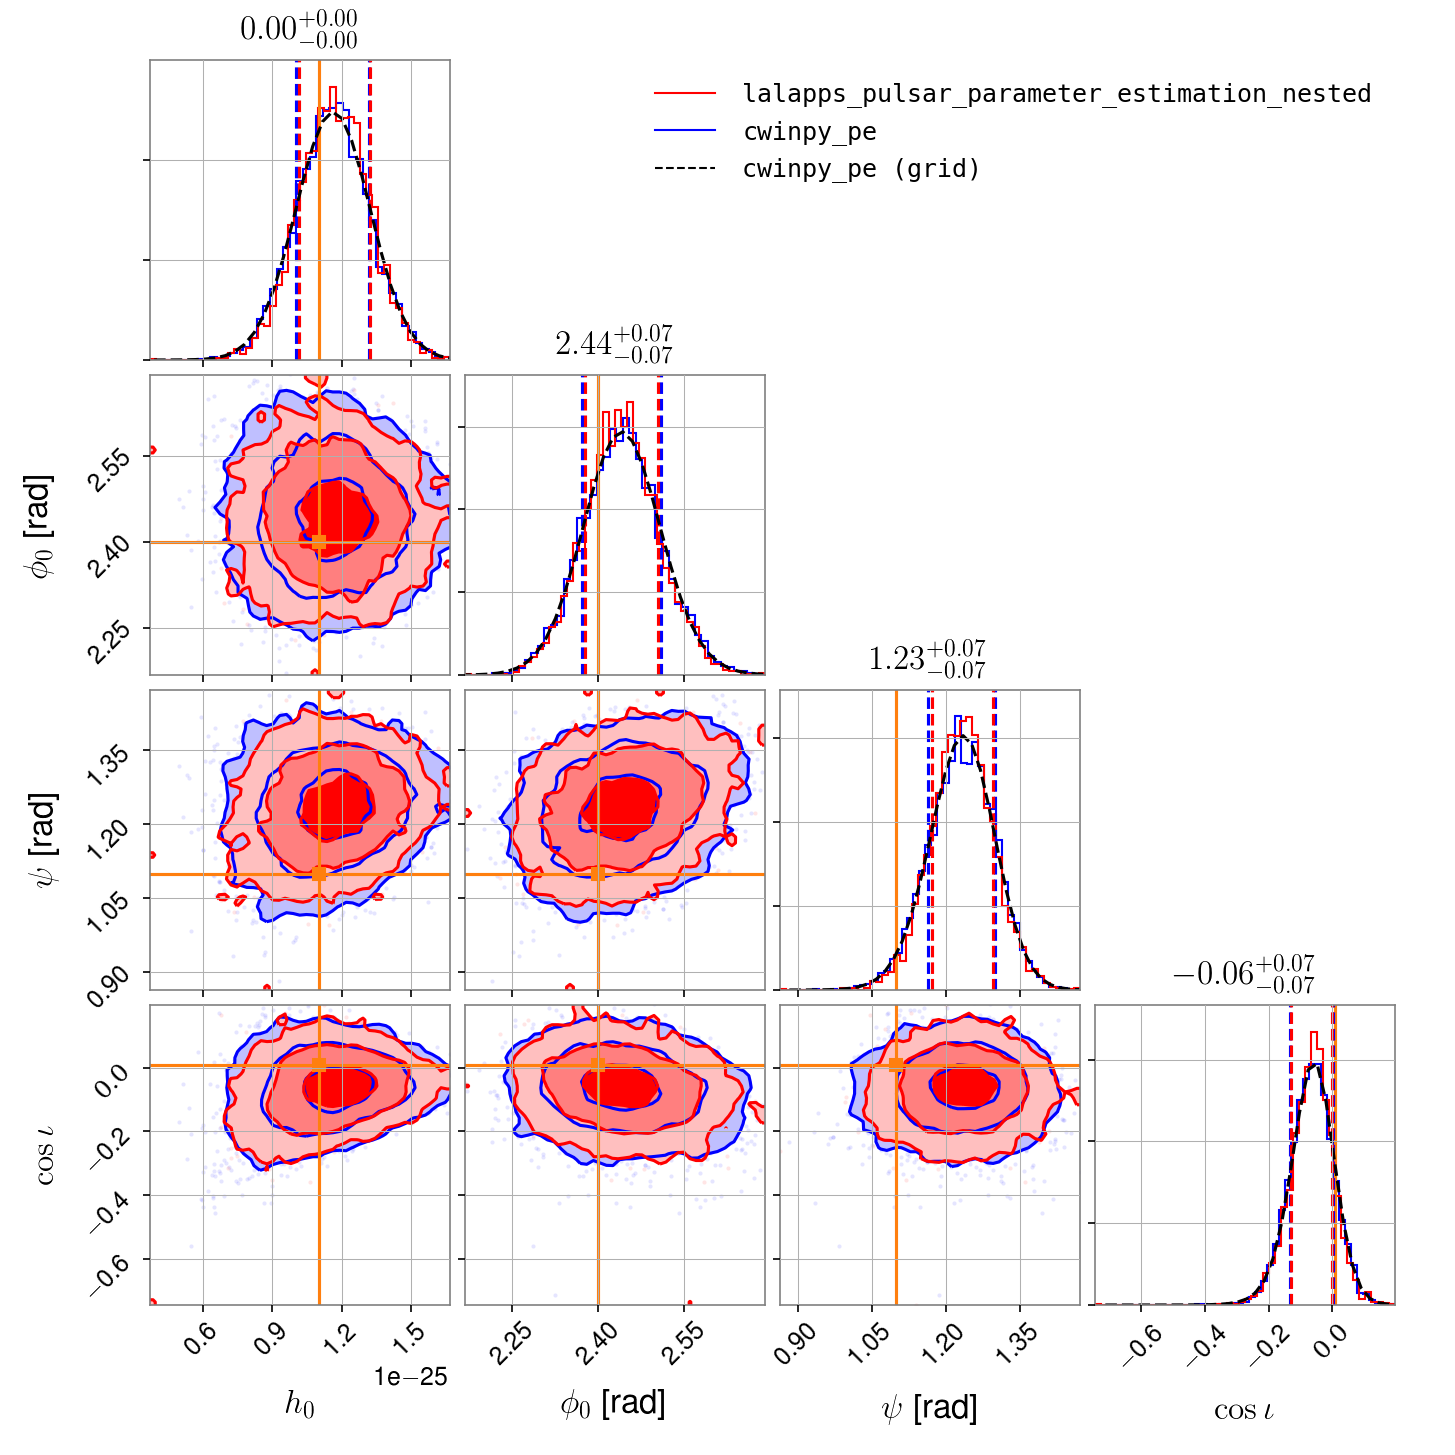 0.00+0.00−0.00
lalapps_pulsar_parameter_estimation_nested
cwinpy_pe
cwinpy_pe (grid)
2.44+0.07−0.07
ϕ0 [rad]
2.55
2.40
2.25
1.23+0.07−0.07
ψ [rad]
1.35
1.20
1.05
0.90
−0.06+0.07−0.07
cos ι
0.0
−0.2
−0.4
−0.6
0.6 0.9 1.2 1.5 2.25 2.40 2.55 0.90 1.05 1.20 1.35 −0.6 −0.4 −0.2 0.0
1e−25
h0 ϕ0 [rad] ψ [rad] cos ι